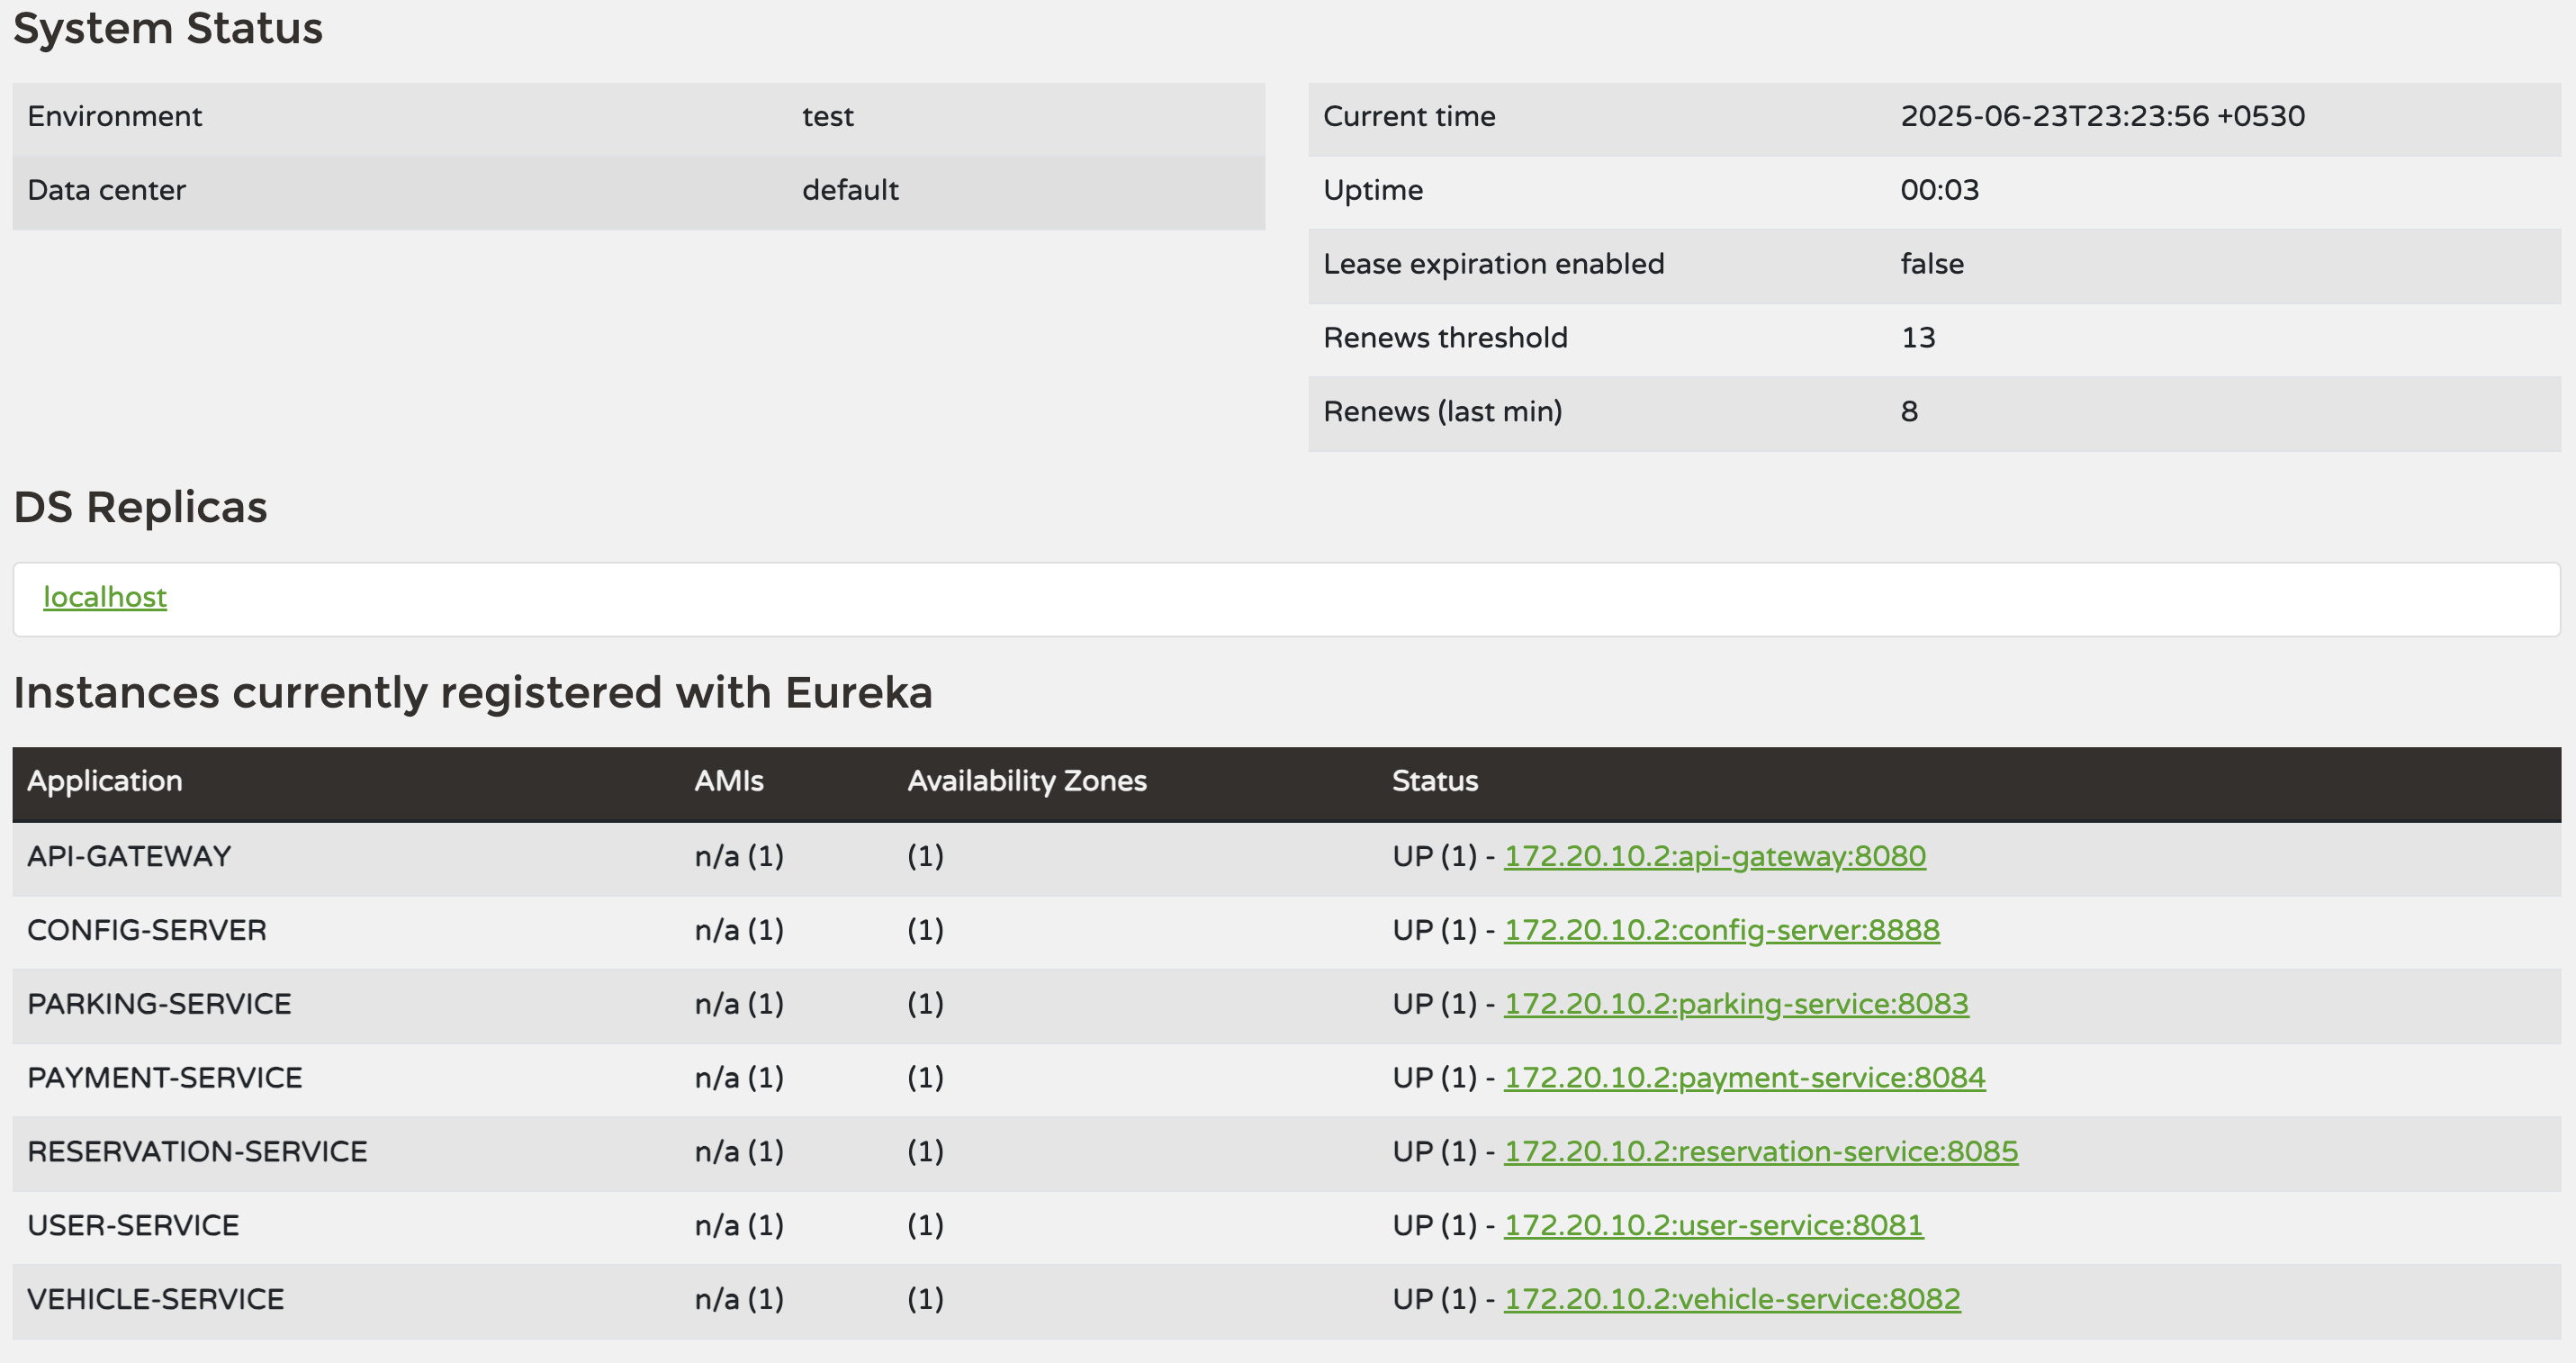 System Status
Environment test
Data center default
Current time 2025-06-23T23:23:56 +0530
Uptime 00:03
Lease expiration enabled false
Renews threshold 13
Renews (last min) 8
DS Replicas
localhost
Instances currently registered with Eureka
Application AMIs Availability Zones Status
API-GATEWAY n/a (1) (1) UP (1) - 172.20.10.2:api-gateway:8080
CONFIG-SERVER n/a (1) (1) UP (1) - 172.20.10.2:config-server:8888
PARKING-SERVICE n/a (1) (1) UP (1) - 172.20.10.2:parking-service:8083
PAYMENT-SERVICE n/a (1) (1) UP (1) - 172.20.10.2:payment-service:8084
RESERVATION-SERVICE n/a (1) (1) UP (1) - 172.20.10.2:reservation-service:8085
USER-SERVICE n/a (1) (1) UP (1) - 172.20.10.2:user-service:8081
VEHICLE-SERVICE n/a (1) (1) UP (1) - 172.20.10.2:vehicle-service:8082